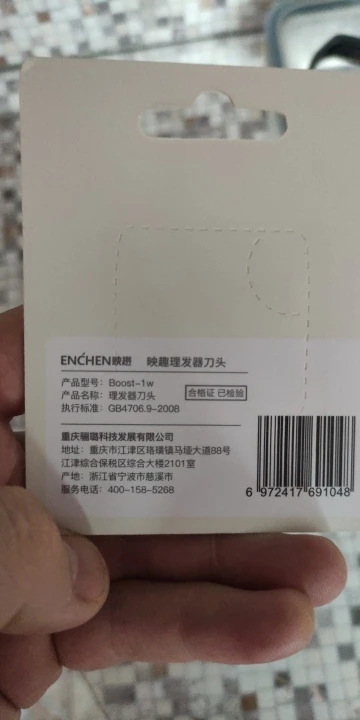 ENCHEN映趣 映趣理发器刀头
产品型号：Boost-1w
产品名称：理发器刀头 合格证 已检验
执行标准：GB4706.9-2008
重庆骊璐科技发展有限公司
地址：重庆市江津区珞璜镇马垭大道88号
江津综合保税区综合大楼2101室
产地：浙江省宁波市慈溪市
服务电话：400-158-5268
6 972417 691048